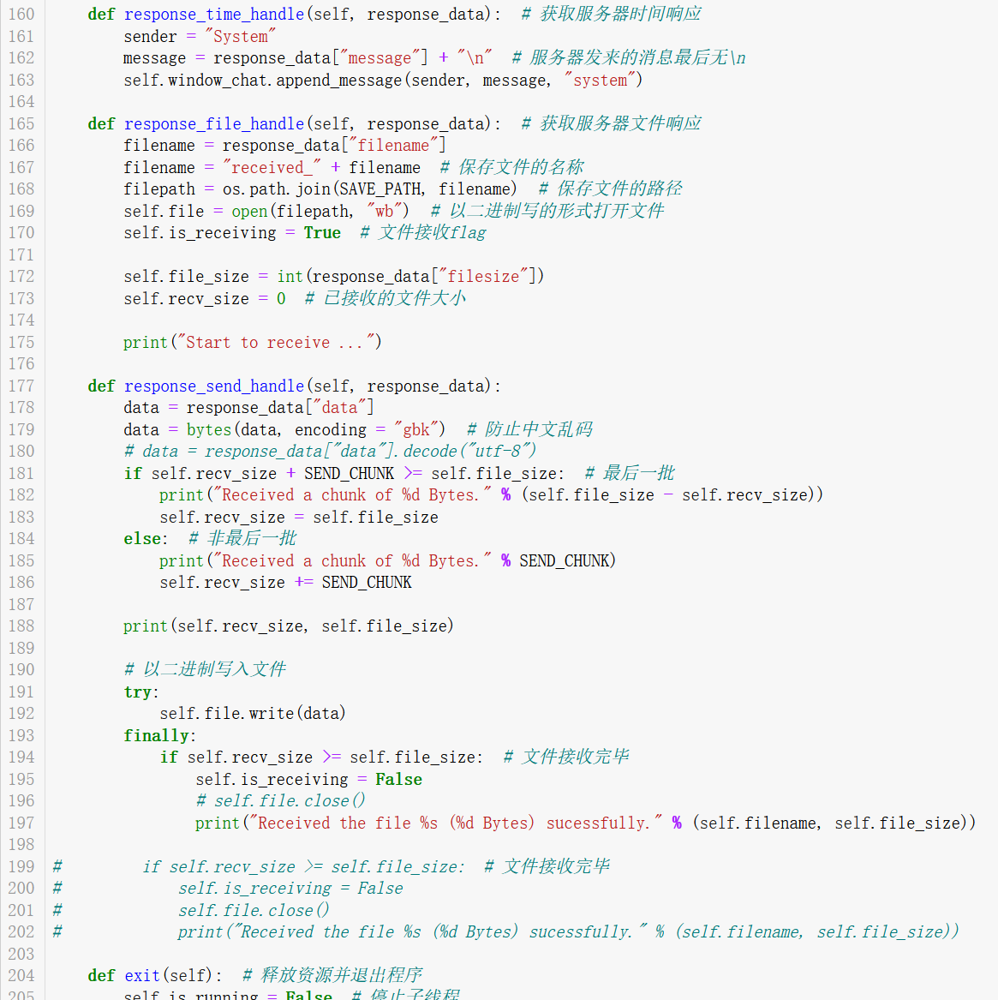 160 def response_time_handle(self, response_data):  # 获取服务器时间响应
161 sender = "System"
162 message = response_data["message"] + "\n"  # 服务器发来的消息最后无\n
163 self.window_chat.append_message(sender, message, "system")
164
165 def response_file_handle(self, response_data):  # 获取服务器文件响应
166 filename = response_data["filename"]
167 filename = "received_" + filename  # 保存文件的名称
168 filepath = os.path.join(SAVE_PATH, filename)  # 保存文件的路径
169 self.file = open(filepath, "wb")  # 以二进制写的形式打开文件
170 self.is_receiving = True  # 文件接收flag
171
172 self.file_size = int(response_data["filesize"])
173 self.recv_size = 0  # 已接收的文件大小
174
175 print("Start to receive ...")
176
177 def response_send_handle(self, response_data):
178 data = response_data["data"]
179 data = bytes(data, encoding = "gbk")  # 防止中文乱码
180 # data = response_data["data"].decode("utf-8")
181 if self.recv_size + SEND_CHUNK >= self.file_size:  # 最后一批
182 print("Received a chunk of %d Bytes." % (self.file_size - self.recv_size))
183 self.recv_size = self.file_size
184 else:  # 非最后一批
185 print("Received a chunk of %d Bytes." % SEND_CHUNK)
186 self.recv_size += SEND_CHUNK
187
188 print(self.recv_size, self.file_size)
189
190 # 以二进制写入文件
191 try:
192 self.file.write(data)
193 finally:
194 if self.recv_size >= self.file_size:  # 文件接收完毕
195 self.is_receiving = False
196 # self.file.close()
197 print("Received the file %s (%d Bytes) sucessfully." % (self.filename, self.file_size))
198
199 # if self.recv_size >= self.file_size:  # 文件接收完毕
200 # self.is_receiving = False
201 # self.file.close()
202 # print("Received the file %s (%d Bytes) sucessfully." % (self.filename, self.file_size))
203
204 def exit(self):  # 释放资源并退出程序
205 self.is_running = False  # 停止子线程